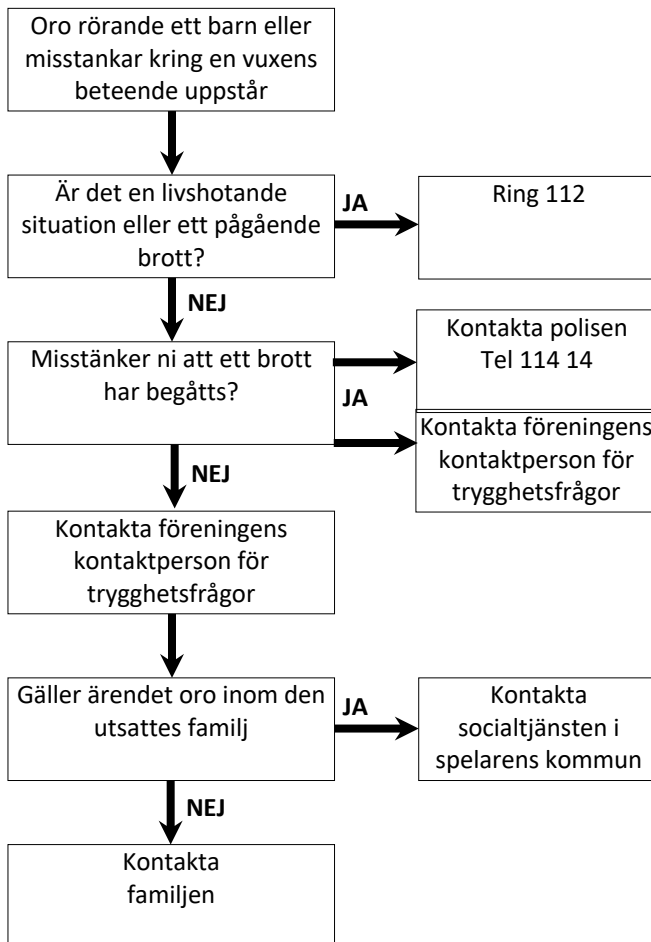 Oro rörande ett barn eller
misstankar kring en vuxens
beteende uppstår
Är det en livshotande
situation eller ett pågående
brott?
JA
Ring 112
NEJ
Misstänker ni att ett brott
har begåtts?
JA
Kontakta polisen
Tel 114 14
Kontakta föreningens
kontaktperson för
trygghetsfrågor
NEJ
Kontakta föreningens
kontaktperson för
trygghetsfrågor
Gäller ärendet oro inom den
utsattes familj
JA
Kontakta
socialtjänsten i
spelarens kommun
NEJ
Kontakta
familjen